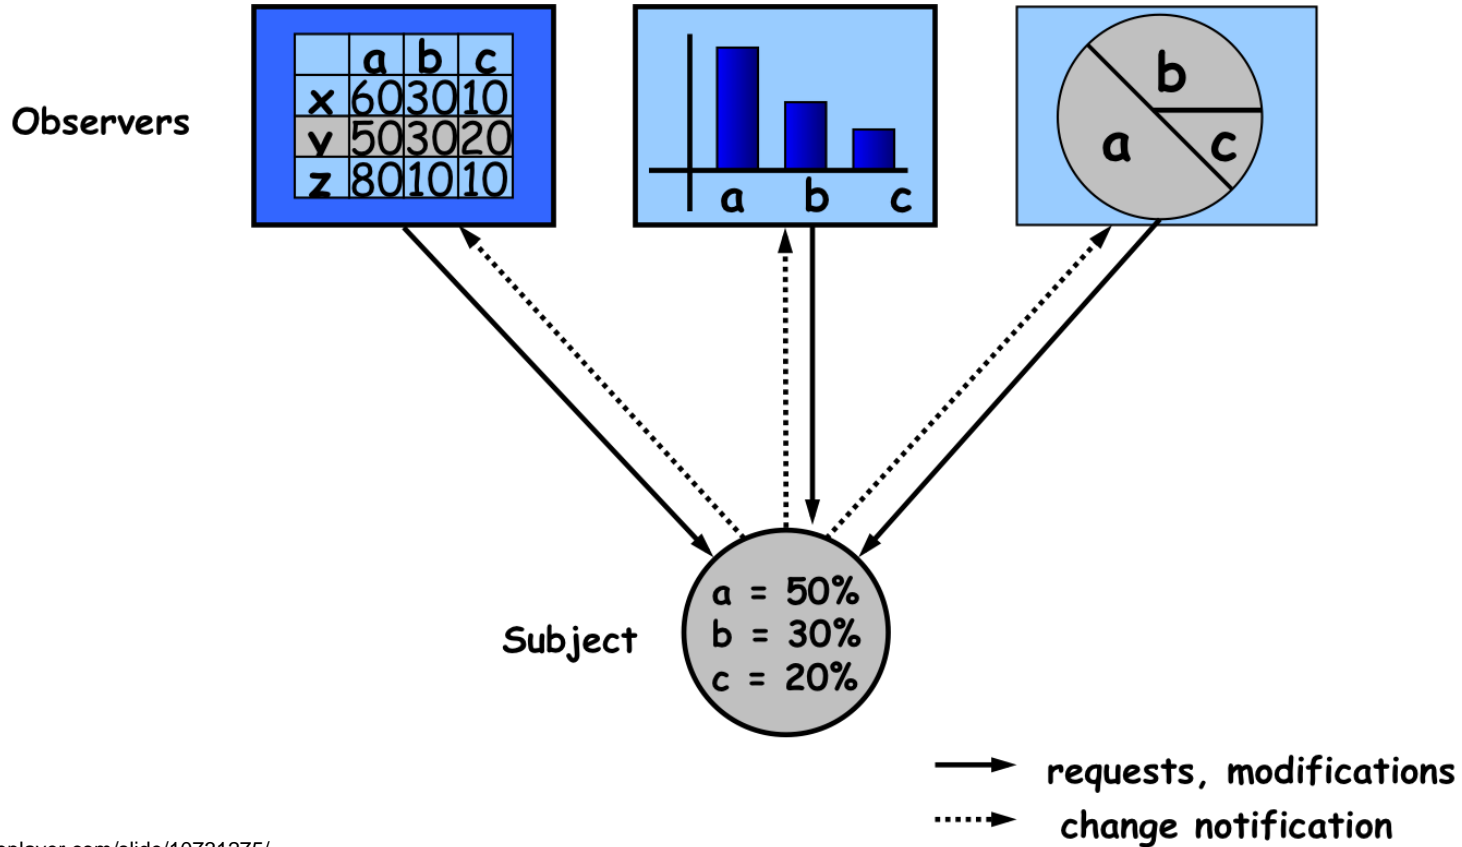 Observers
a b c
x 60 30 10
y 50 30 20
z 80 10 10
a b c
b
a
c
a = 50%
b = 30%
c = 20%
Subject
requests, modifications
change notification